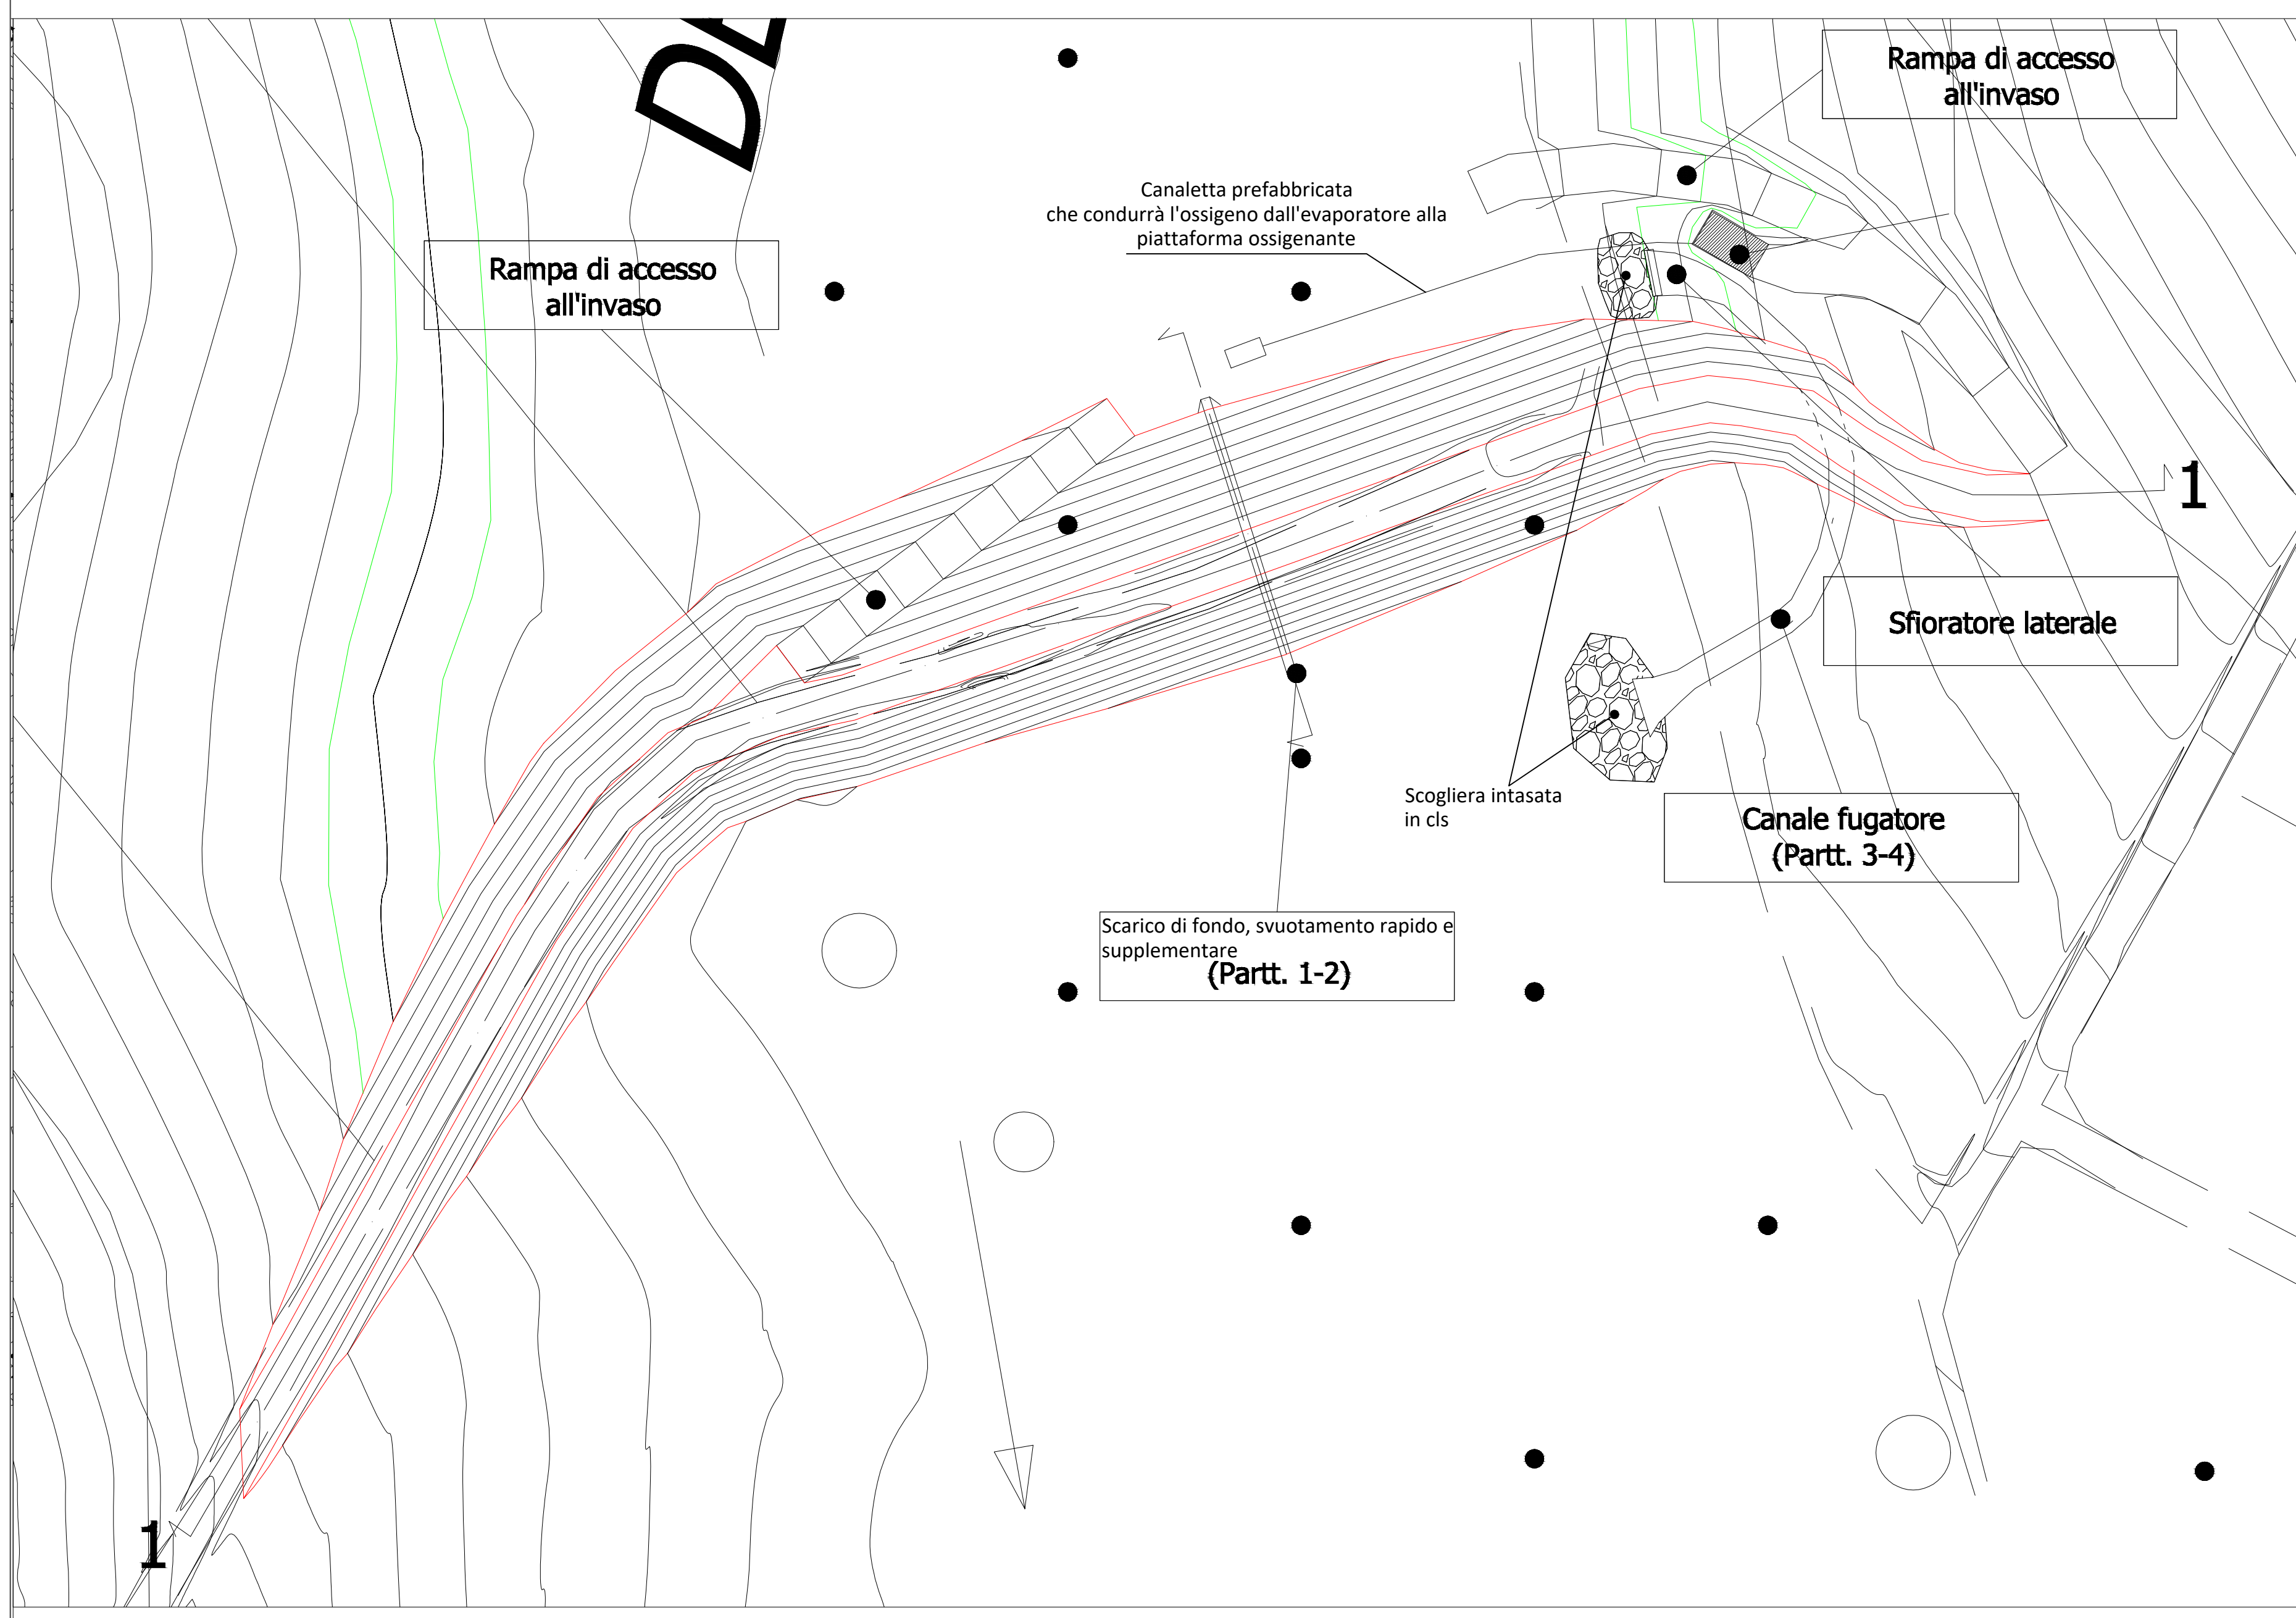 Rampa di accesso
all'invaso
Canaletta prefabbricata
che condurrà l'ossigeno dall'evaporatore alla
piattaforma ossigenante
Rampa di accesso
all'invaso
1
Sfioratore laterale
Scogliera intasata
in cls
Canale fugatore
(Partt. 3-4)
Scarico di fondo, svuotamento rapido e
supplementare
(Partt. 1-2)
1